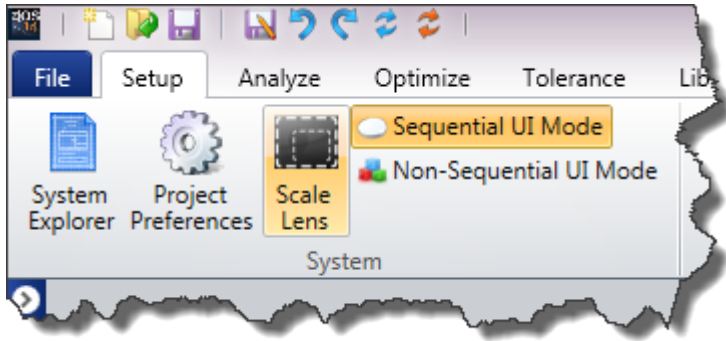 File Setup Analyze Optimize Tolerance Lib
Sequential UI Mode
Non-Sequential UI Mode
System Explorer
Project Preferences
Scale Lens
System